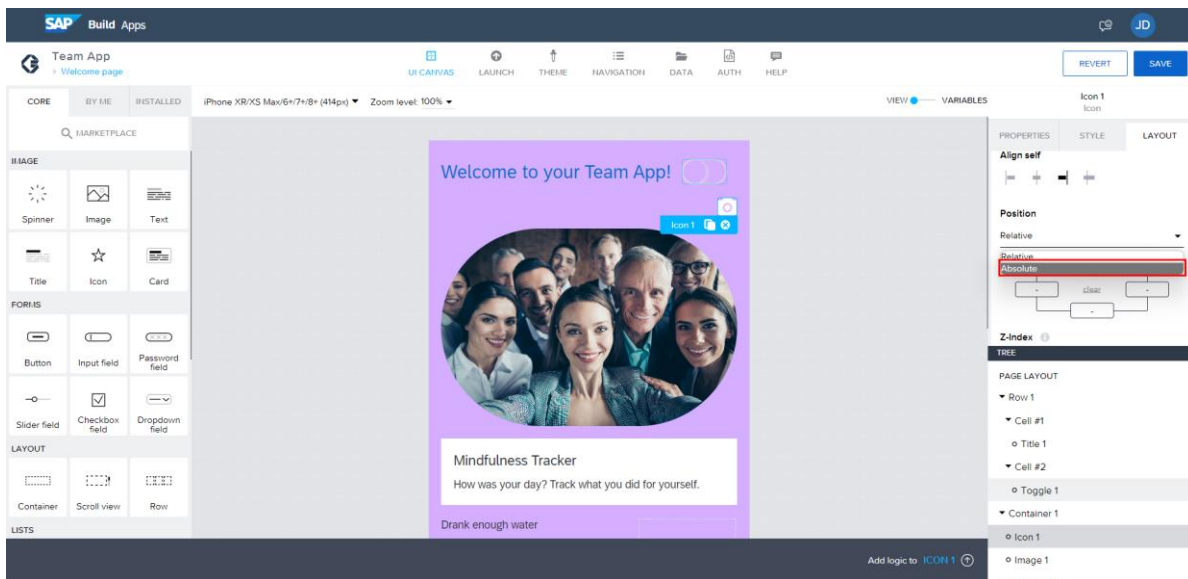 SAP Build Apps
JD
Team App
Welcome page
UI CANVAS LAUNCH THEME NAVIGATION DATA AUTH HELP
REVERT SAVE
CORE BY ME INSTALLED
iPhone XR/XS Max/6+/7+/8+ (414px) Zoom level: 100%
VIEW VARIABLES
Icon 1
Icon
MARKETPLACE
PROPERTIES STYLE LAYOUT
IMAGE
Spinner Image Text
Title Icon Card
FORMS
Button Input field Password field
Slider field Checkbox field Dropdown field
LAYOUT
Container Scroll view Row
LISTS
Welcome to your Team App!
Icon 1
Mindfulness Tracker
How was your day? Track what you did for yourself.
Drank enough water
Align self
Position
Relative
Relative
Absolute
- clear -
-
Z-Index
TREE
PAGE LAYOUT
Row 1
Cell #1
Title 1
Cell #2
Toggle 1
Container 1
Icon 1
Image 1
Add logic to ICON 1